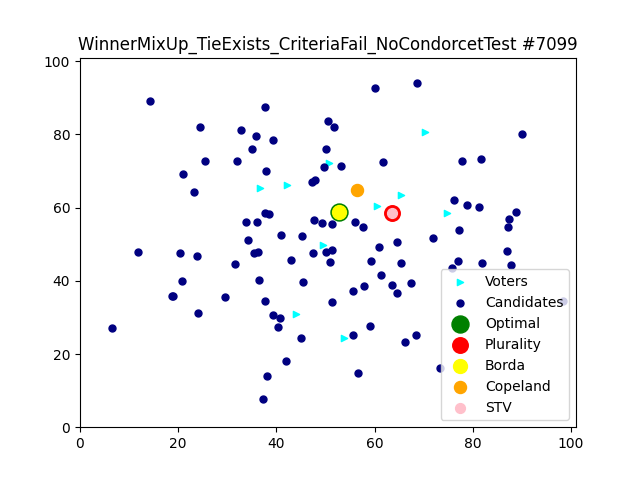 WinnerMixUp_TieExists_CriteriaFail_NoCondorcetTest #7099
100
80
60
40
20
0
0 20 40 60 80 100
Voters
Candidates
Optimal
Plurality
Borda
Copeland
STV